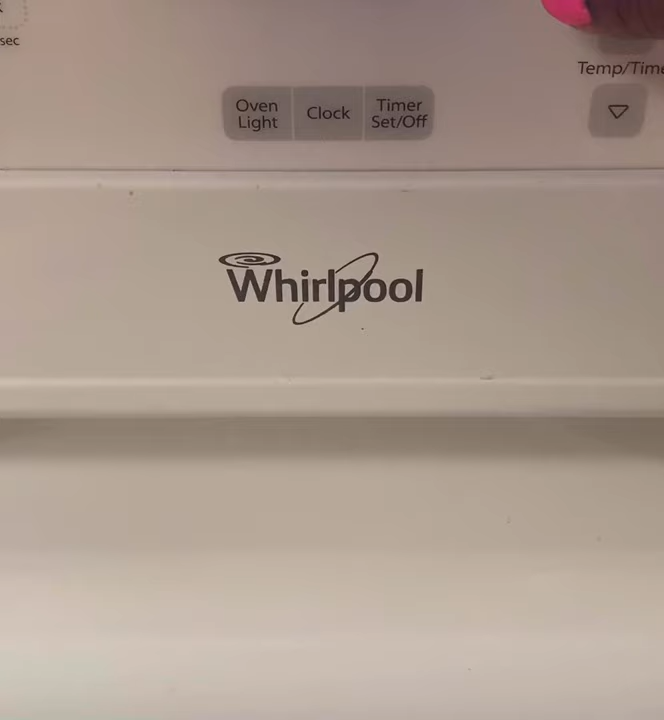 sec
Temp/Time
Oven Light
Clock
Timer Set/Off
Whirlpool